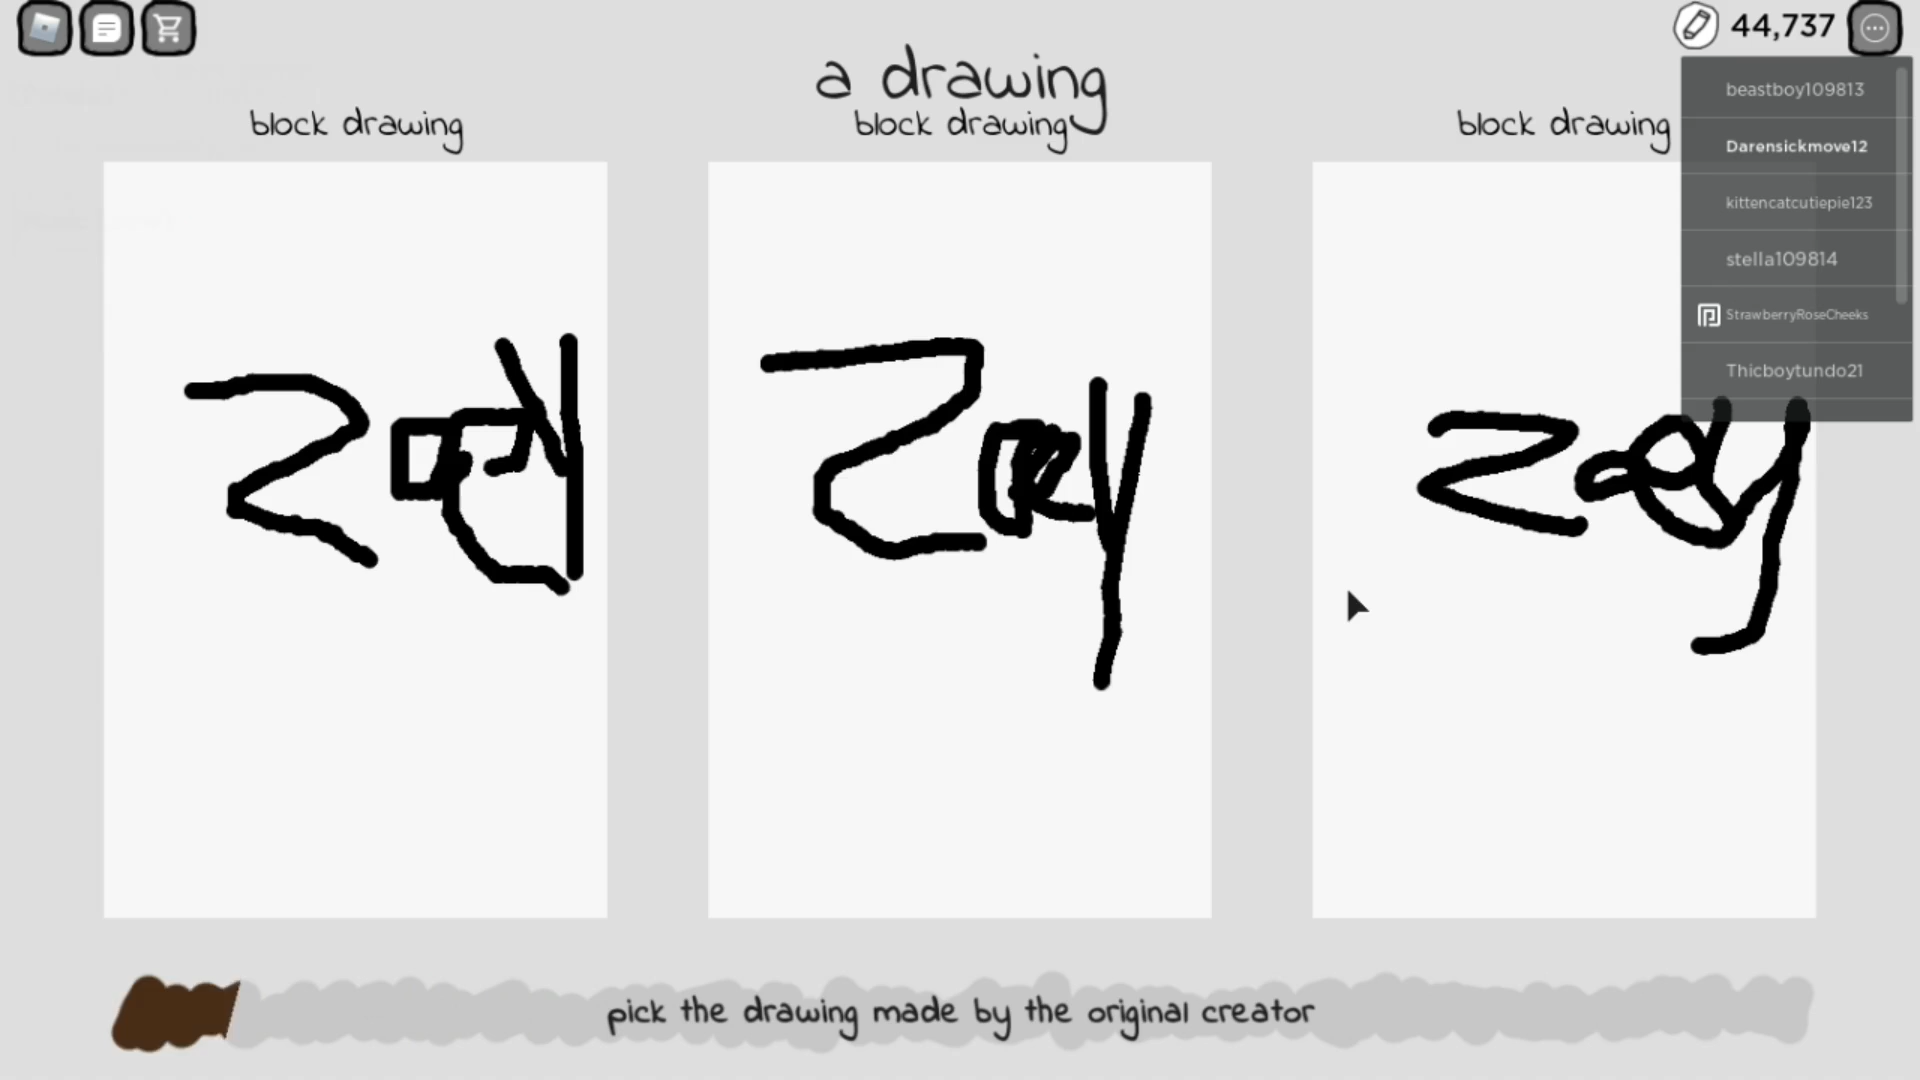 44,737
a drawing
block drawing
block drawing
block drawing
beastboy109813
Darensickmove12
kittencatcutiepie123
stella109814
StrawberryRoseCheeks
Thicboytundo21
Zoey
Zoey
Zoey
pick the drawing made by the original creator